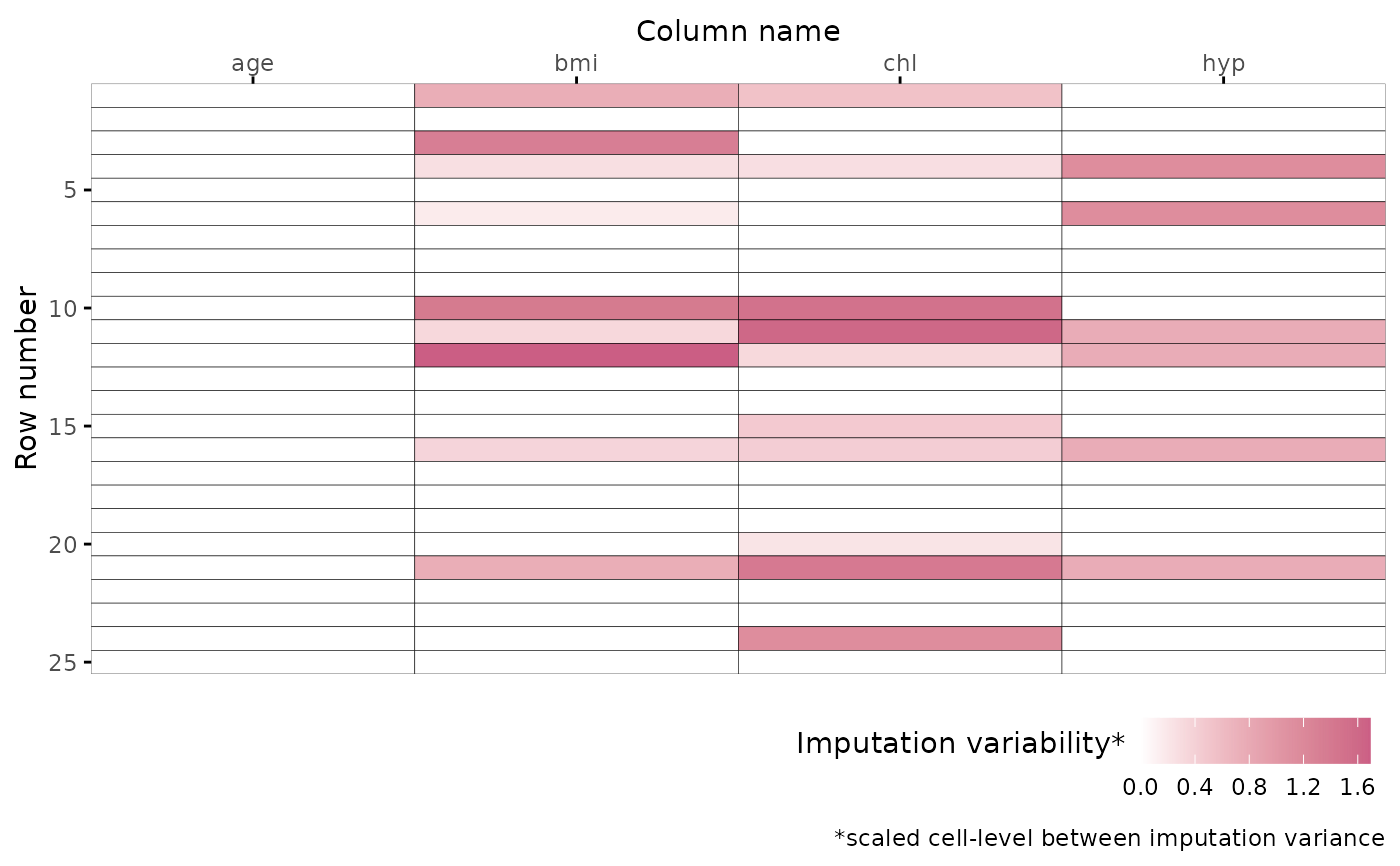 Column name
age bmi chl hyp
Row number
5
10
15
20
25
Imputation variability*
0.0 0.4 0.8 1.2 1.6
*scaled cell-level between imputation variance